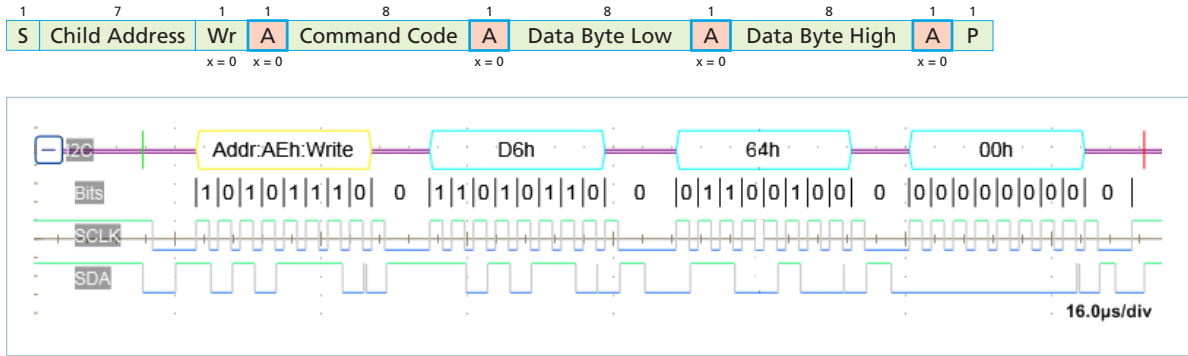 1 7 1 1 8 1 8 1 8 1 1
S Child Address Wr A Command Code A Data Byte Low A Data Byte High A P
x = 0 x = 0 x = 0 x = 0 x = 0
I2C Addr:AEh:Write D6h 64h 00h
Bits 1 0 1 0 1 1 1 0 0 1 1 0 1 0 1 1 0 0 0 1 1 0 0 1 0 0 0 0 0 0 0 0 0 0 0 0 0
SCLK
SDA
16.0µs/div